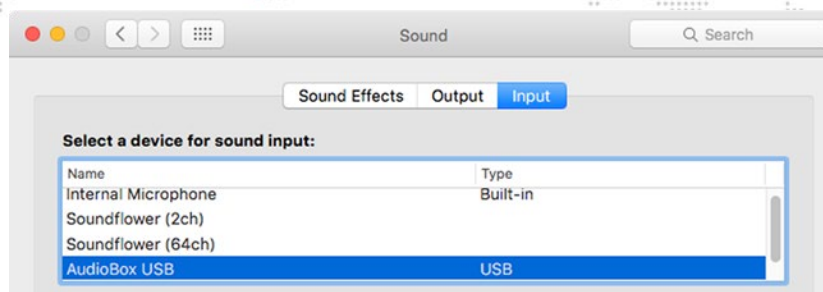 Sound
Search
Sound Effects Output Input
Select a device for sound input:
Name Type
Internal Microphone Built-in
Soundflower (2ch)
Soundflower (64ch)
AudioBox USB USB